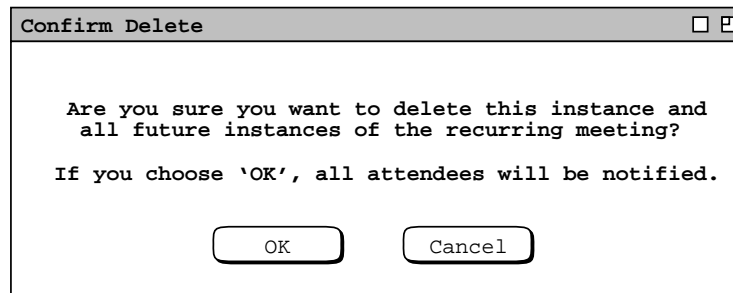 Confirm Delete
Are you sure you want to delete this instance and
all future instances of the recurring meeting?
If you choose ‘OK’, all attendees will be notified.
OK Cancel